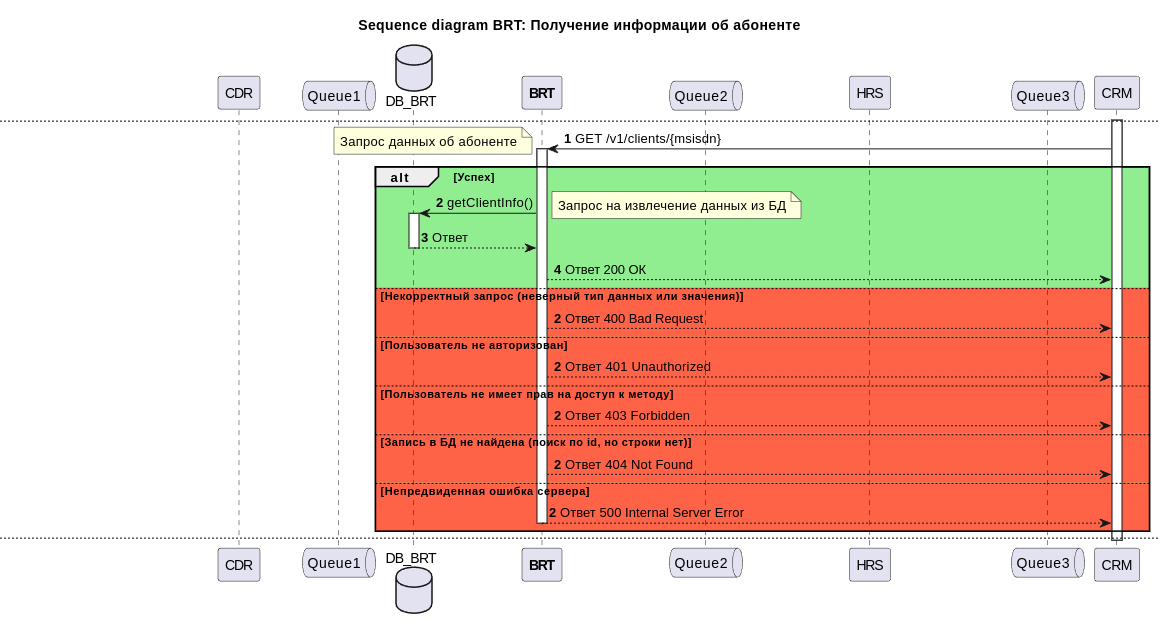 Sequence diagram BRT: Получение информации об абоненте
CDR
Queue1
DB_BRT
BRT
Queue2
HRS
Queue3
CRM
1 GET /v1/clients/{msisdn}
Запрос данных об абоненте
alt [Успех]
2 getClientInfo()
Запрос на извлечение данных из БД
3 Ответ
4 Ответ 200 ОК
[Некорректный запрос (неверный тип данных или значения)]
2 Ответ 400 Bad Request
[Пользователь не авторизован]
2 Ответ 401 Unauthorized
[Пользователь не имеет прав на доступ к методу]
2 Ответ 403 Forbidden
[Запись в БД не найдена (поиск по id, но строки нет)]
2 Ответ 404 Not Found
[Непредвиденная ошибка сервера]
2 Ответ 500 Internal Server Error
CDR
Queue1
DB_BRT
BRT
Queue2
HRS
Queue3
CRM